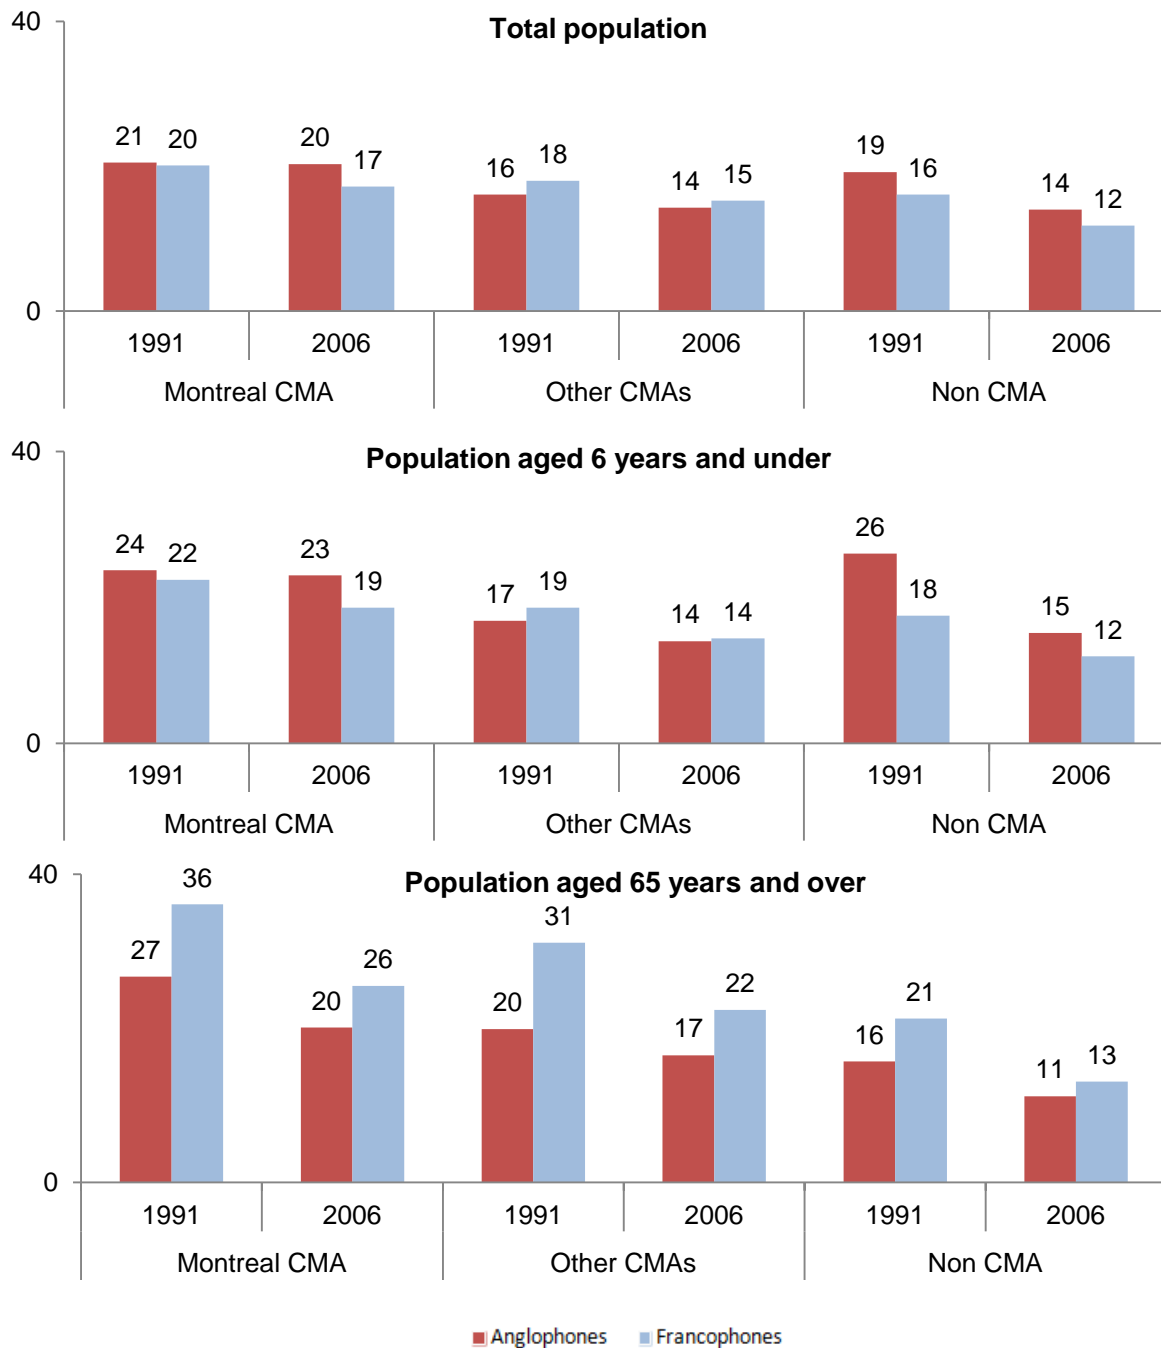 40
Total population
21 20 20 17 16 18 14 15 19 16 14 12
0
1991 2006 1991 2006 1991 2006
Montreal CMA Other CMAs Non CMA
40
Population aged 6 years and under
24 22 23 19 17 19 14 14 26 18 15 12
0
1991 2006 1991 2006 1991 2006
Montreal CMA Other CMAs Non CMA
40
Population aged 65 years and over
27 36 20 26 20 31 17 22 16 21 11 13
0
1991 2006 1991 2006 1991 2006
Montreal CMA Other CMAs Non CMA
Anglophones Francophones